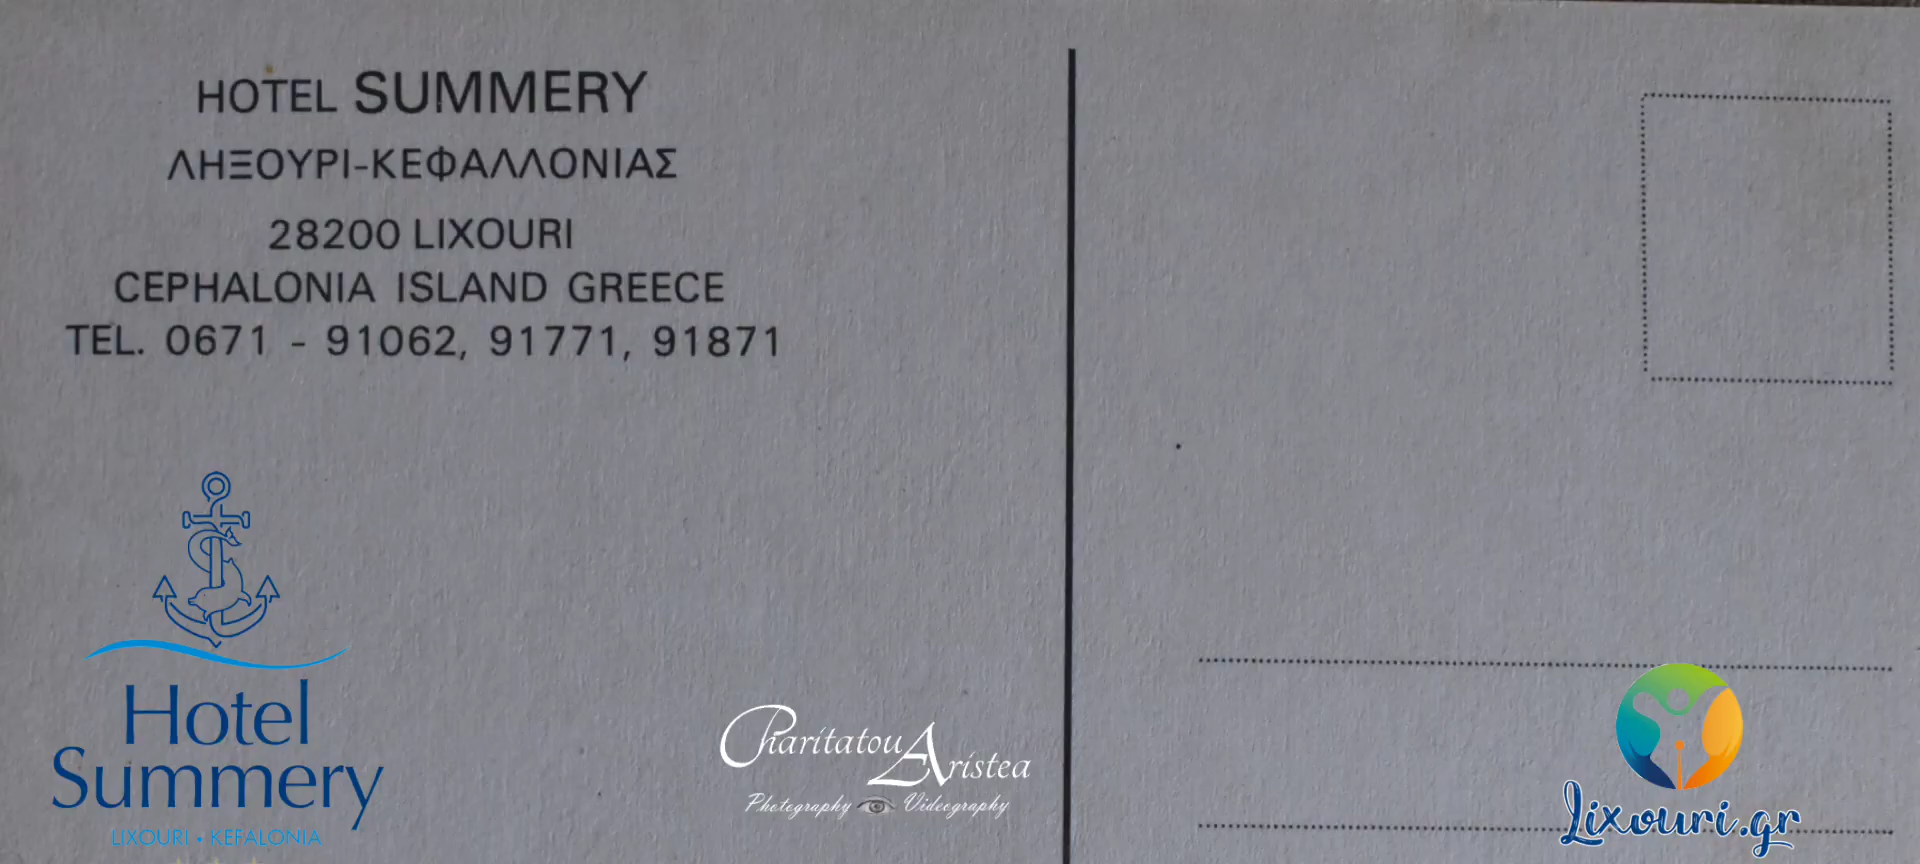 HOTEL SUMMERY
ΛΗΞΟΥΡΙ-ΚΕΦΑΛΛΟΝΙΑΣ
28200 LIXOURI
CEPHALONIA ISLAND GREECE
TEL. 0671 - 91062, 91771, 91871
Hotel
Summery
LIXOURI • KEFALONIA
Charitatou Aristea
Photography Videography
Lixouri.gr